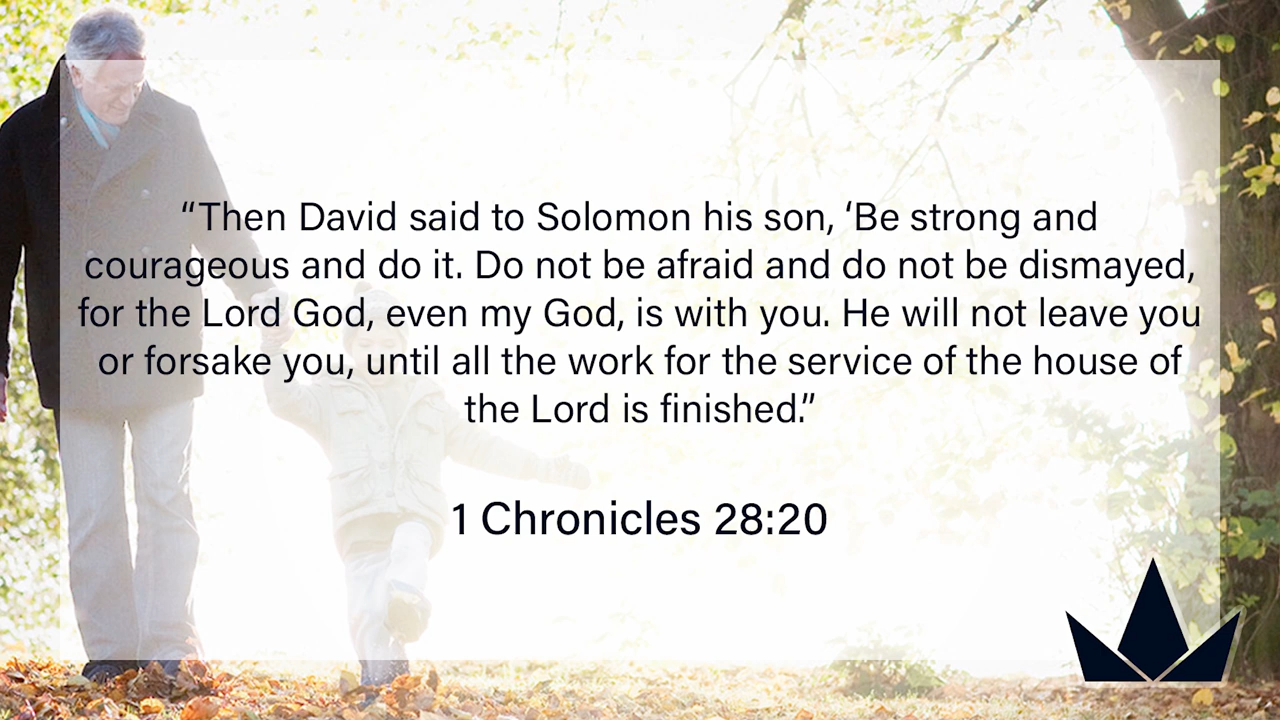 “Then David said to Solomon his son, ‘Be strong and
courageous and do it. Do not be afraid and do not be dismayed,
for the Lord God, even my God, is with you. He will not leave you
or forsake you, until all the work for the service of the house of
the Lord is finished.”
1 Chronicles 28:20